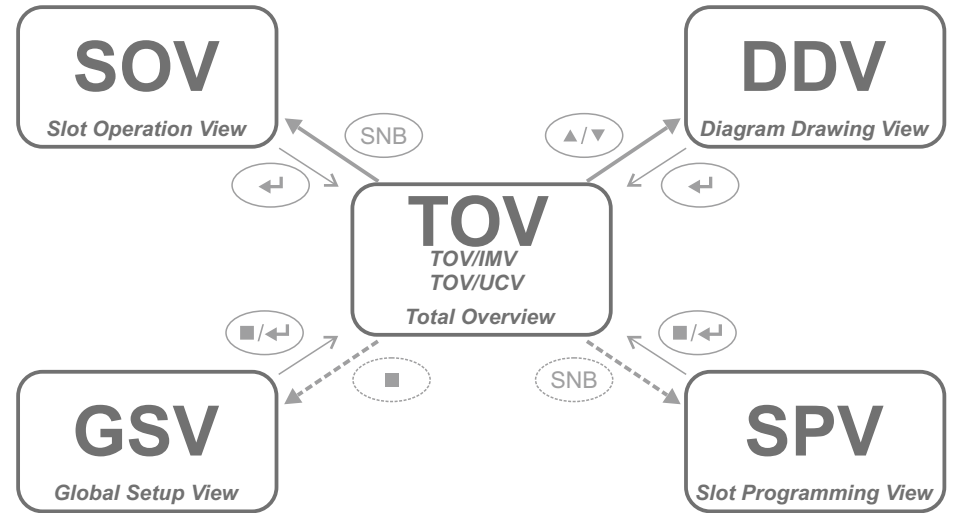 SOV
Slot Operation View
DDV
Diagram Drawing View
SNB
▲/▼
↵
↵
TOV
TOV/IMV
TOV/UCV
Total Overview
■/↵
■/↵
■
SNB
GSV
Global Setup View
SPV
Slot Programming View